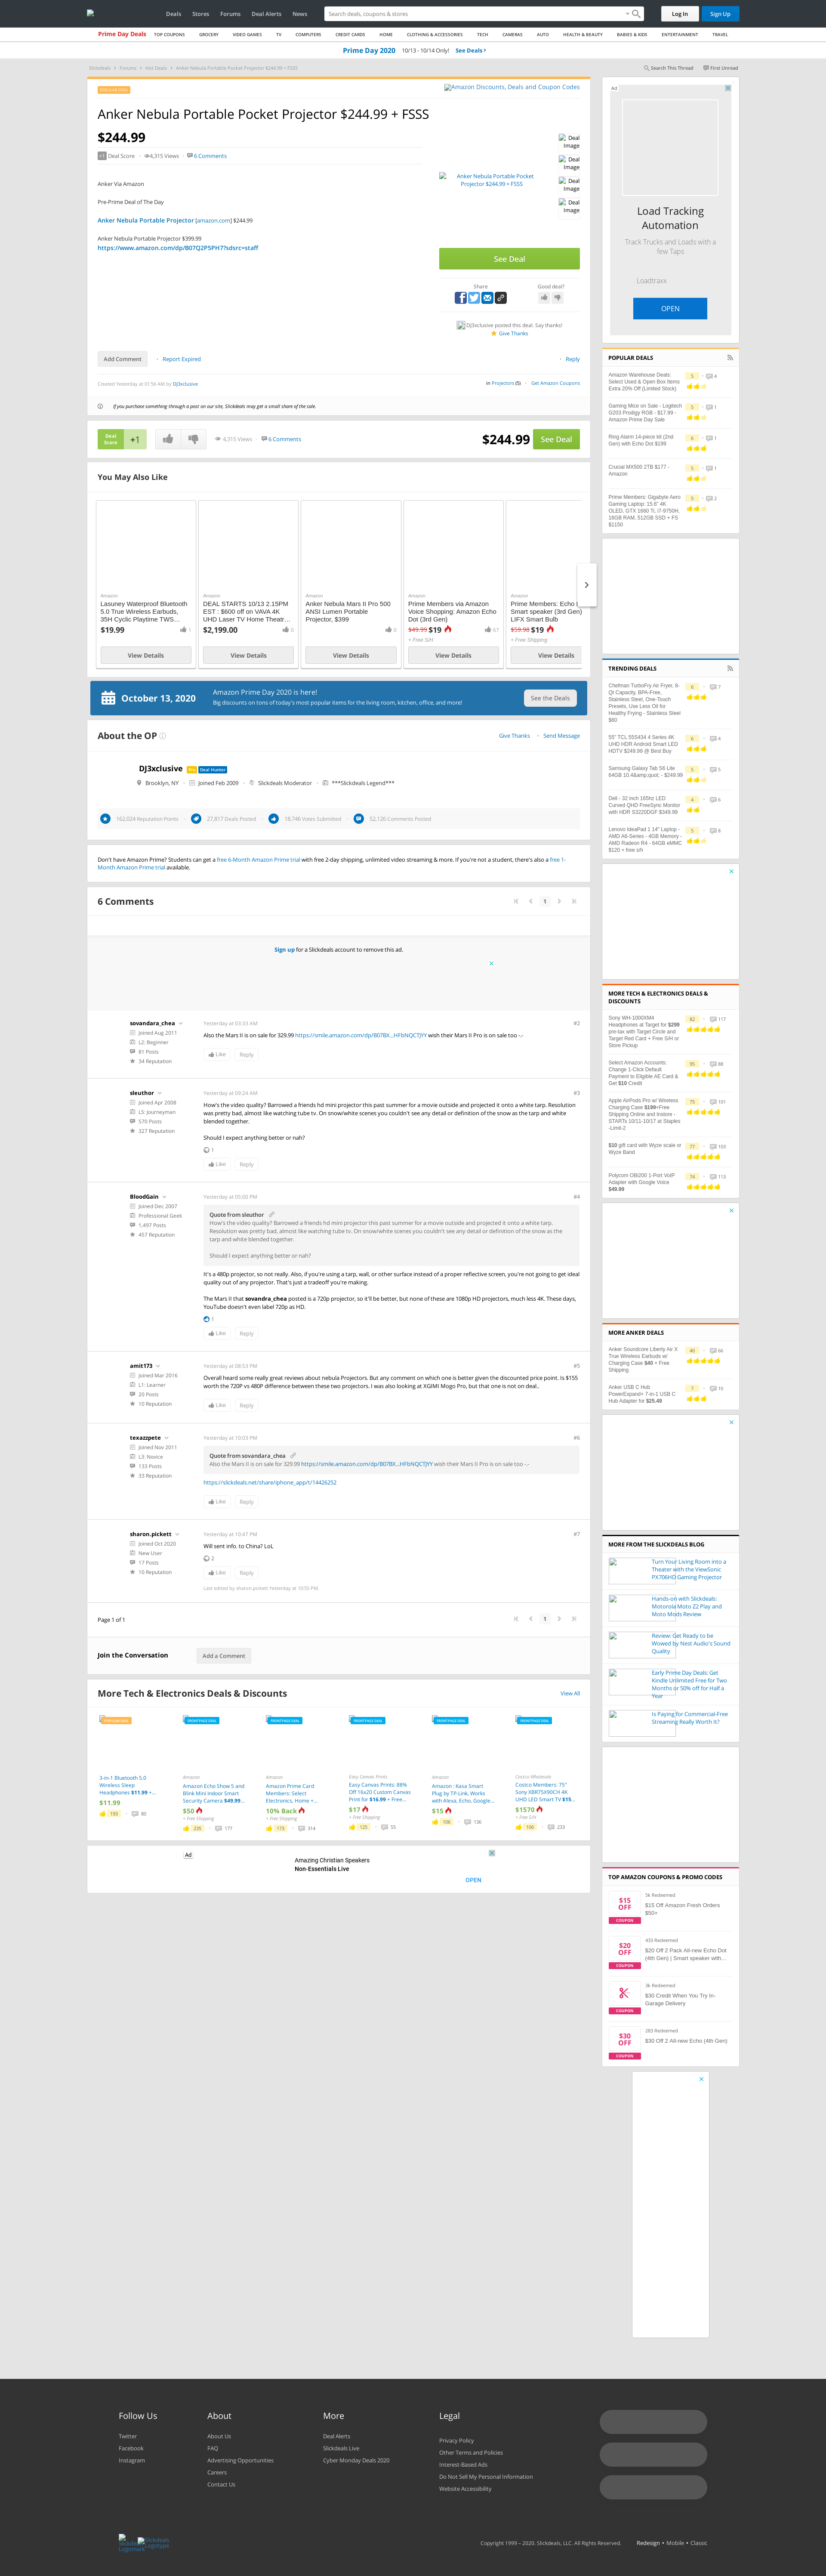 Deals
Stores
Forums
Deal Alerts
News
Search deals, coupons & stores
Log In
Sign Up
Prime Day Deals
TOP COUPONS
GROCERY
VIDEO GAMES
TV
COMPUTERS
CREDIT CARDS
HOME
CLOTHING & ACCESSORIES
TECH
CAMERAS
AUTO
HEALTH & BEAUTY
BABIES & KIDS
ENTERTAINMENT
TRAVEL
Prime Day 2020 10/13 - 10/14 Only! See Deals
Slickdeals > Forums > Hot Deals > Anker Nebula Portable Pocket Projector $244.99 + FSSS
Search This Thread
First Unread
POPULAR DEAL
Amazon Discounts, Deals and Coupon Codes
Anker Nebula Portable Pocket Projector $244.99 + FSSS
$244.99
+1 Deal Score · 4,315 Views · 6 Comments
Anker Via Amazon
Pre-Prime Deal of The Day
Anker Nebula Portable Projector [amazon.com] $244.99
Anker Nebula Portable Projector $399.99
https://www.amazon.com/dp/B07Q2P5PH7?sdsrc=staff
Anker Nebula Portable Pocket
Projector $244.99 + FSSS
Deal
Image
Deal
Image
Deal
Image
Deal
Image
See Deal
Share
Good deal?
DJ3xclusive posted this deal. Say thanks!
Give Thanks
Add Comment
Report Expired
Reply
Created Yesterday at 01:56 AM by DJ3xclusive
in Projectors (5) · Get Amazon Coupons
If you purchase something through a post on our site, Slickdeals may get a small share of the sale.
Deal
Score
+1
4,315 Views · 6 Comments
$244.99
See Deal
You May Also Like
Amazon
Lasuney Waterproof Bluetooth
5.0 True Wireless Earbuds,
35H Cyclic Playtime TWS...
$19.99
1
View Details
Amazon
DEAL STARTS 10/13 2.15PM
EST : $600 off on VAVA 4K
UHD Laser TV Home Theatr...
$2,199.00
0
View Details
Amazon
Anker Nebula Mars II Pro 500
ANSI Lumen Portable
Projector, $399
0
View Details
Amazon
Prime Members via Amazon
Voice Shopping: Amazon Echo
Dot (3rd Gen)
$49.99 $19
+ Free S/H
67
View Details
Amazon
Prime Members: Echo
Smart speaker (3rd Gen)
LIFX Smart Bulb
$59.98 $19
+ Free Shipping
View Details
October 13, 2020
Amazon Prime Day 2020 is here!
Big discounts on tons of today's most popular items for the living room, kitchen, office, and more!
See the Deals
About the OP
Give Thanks · Send Message
DJ3xclusive Pro Deal Hunter
Brooklyn, NY · Joined Feb 2009 · Slickdeals Moderator · ***Slickdeals Legend***
162,024 Reputation Points · 27,817 Deals Posted · 18,746 Votes Submitted · 52,126 Comments Posted
Don't have Amazon Prime? Students can get a free 6-Month Amazon Prime trial with free 2-day shipping, unlimited video streaming & more. If you're not a student, there's also a free 1-
Month Amazon Prime trial available.
6 Comments
1
Sign up for a Slickdeals account to remove this ad.
sovandara_chea
Joined Aug 2011
L2: Beginner
81 Posts
34 Reputation
Yesterday at 03:33 AM
#2
Also the Mars II is on sale for 329.99 https://smile.amazon.com/dp/B07BX...HFbNQCTJYY wish their Mars II Pro is on sale too -.-
Like
Reply
sleuthor
Joined Apr 2008
L5: Journeyman
570 Posts
327 Reputation
Yesterday at 09:24 AM
#3
How's the video quality? Barrowed a friends hd mini projector this past summer for a movie outside and projected it onto a white tarp. Resolution
was pretty bad, almost like watching tube tv. On snow/white scenes you couldn't see any detail or definition of the snow as the tarp and white
blended together.
Should I expect anything better or nah?
1
Like
Reply
BloodGain
Joined Dec 2007
Professional Geek
1,497 Posts
457 Reputation
Yesterday at 05:00 PM
#4
Quote from sleuthor
How's the video quality? Barrowed a friends hd mini projector this past summer for a movie outside and projected it onto a white tarp.
Resolution was pretty bad, almost like watching tube tv. On snow/white scenes you couldn't see any detail or definition of the snow as the
tarp and white blended together.
Should I expect anything better or nah?
It's a 480p projector, so not really. Also, if you're using a tarp, wall, or other surface instead of a proper reflective screen, you're not going to get ideal
quality out of any projector. That's just a tradeoff you're making.
The Mars II that sovandra_chea posted is a 720p projector, so it'll be better, but none of these are 1080p HD projectors, much less 4K. These days,
YouTube doesn't even label 720p as HD.
1
Like
Reply
amit173
Joined Mar 2016
L1: Learner
20 Posts
10 Reputation
Yesterday at 08:53 PM
#5
Overall heard some really great reviews about nebula Projectors. But any comment on which one is better given the discounted price point. Is $155
worth the 720P vs 480P difference between these two projectors. I was also looking at XGIMI Mogo Pro, but that one is not on deal..
Like
Reply
texazzpete
Joined Nov 2011
L3: Novice
133 Posts
33 Reputation
Yesterday at 10:03 PM
#6
Quote from sovandara_chea
Also the Mars II is on sale for 329.99 https://smile.amazon.com/dp/B07BX...HFbNQCTJYY wish their Mars II Pro is on sale too -.-
https://slickdeals.net/share/iphone_app/t/14426252
Like
Reply
sharon.pickett
Joined Oct 2020
New User
17 Posts
10 Reputation
Yesterday at 10:47 PM
#7
Will sent info. to China? LoL
2
Like
Reply
Last edited by sharon.pickett Yesterday at 10:50 PM
Page 1 of 1
1
Join the Conversation
Add a Comment
More Tech & Electronics Deals & Discounts
View All
POPULAR DEAL
3-in-1 Bluetooth 5.0
Wireless Sleep
Headphones $11.99 +...
$11.99
193 · 80
FRONTPAGE DEAL
Amazon
Amazon Echo Show 5 and
Blink Mini Indoor Smart
Security Camera $49.99...
$50
+ Free Shipping
235 · 177
FRONTPAGE DEAL
Amazon
Amazon Prime Card
Members: Select
Electronics, Home +...
10% Back
+ Free Shipping
173 · 314
FRONTPAGE DEAL
Easy Canvas Prints
Easy Canvas Prints: 88%
Off 16x20 Custom Canvas
Print for $16.99 + Free...
$17
+ Free Shipping
125 · 55
FRONTPAGE DEAL
Amazon
Amazon : Kasa Smart
Plug by TP-Link, Works
with Alexa, Echo, Google...
$15
108 · 136
FRONTPAGE DEAL
Costco Wholesale
Costco Members: 75"
Sony XBR75X90CH 4K
UHD LED Smart TV $15...
$1570
+ Free S/H
106 · 233
Ad
Amazing Christian Speakers
Non-Essentials Live
OPEN
Ad
Load Tracking
Automation
Track Trucks and Loads with a
few Taps
Loadtraxx
OPEN
POPULAR DEALS
Amazon Warehouse Deals:
Select Used & Open Box Items
Extra 20% Off (Limited Stock)
5 · 4
Gaming Mice on Sale - Logitech
G203 Prodigy RGB - $17.99 -
Amazon Prime Day Sale
5 · 1
Ring Alarm 14-piece kit (2nd
Gen) with Echo Dot $199
6 · 1
Crucial MX500 2TB $177 -
Amazon
5 · 1
Prime Members: Gigabyte Aero
Gaming Laptop: 15.6" 4K
OLED, GTX 1660 Ti, i7-9750H,
16GB RAM, 512GB SSD + FS
$1150
5 · 2
TRENDING DEALS
Chefman TurboFry Air Fryer, 8-
Qt Capacity, BPA-Free,
Stainless Steel, One-Touch
Presets, Use Less Oil for
Healthy Frying - Stainless Steel
$60
6 · 7
55" TCL 55S434 4 Series 4K
UHD HDR Android Smart LED
HDTV $249.99 @ Best Buy
6 · 4
Samsung Galaxy Tab S6 Lite
64GB 10.4&amp;quot; - $249.99
5 · 5
Dell - 32 inch 165hz LED
Curved QHD FreeSync Monitor
with HDR S3220DGF $349.99
4 · 6
Lenovo IdeaPad 1 14" Laptop -
AMD A6-Series - 4GB Memory -
AMD Radeon R4 - 64GB eMMC
$120 + free s/h
5 · 8
MORE TECH & ELECTRONICS DEALS &
DISCOUNTS
Sony WH-1000XM4
Headphones at Target for $299
pre-tax with Target Circle and
Target Red Card + Free S/H or
Store Pickup
82 · 117
Select Amazon Accounts:
Change 1-Click Default
Payment to Eligible AE Card &
Get $10 Credit
95 · 88
Apple AirPods Pro w/ Wireless
Charging Case $199+Free
Shipping Online and Instore -
STARTs 10/11-10/17 at Staples
-Limit-2
75 · 101
$10 gift card with Wyze scale or
Wyze Band
77 · 103
Polycom OBi200 1-Port VoIP
Adapter with Google Voice
$49.99
74 · 113
MORE ANKER DEALS
Anker Soundcore Liberty Air X
True Wireless Earbuds w/
Charging Case $40 + Free
Shipping
40 · 66
Anker USB C Hub
PowerExpand+ 7-in-1 USB C
Hub Adapter for $25.49
7 · 10
MORE FROM THE SLICKDEALS BLOG
Turn Your Living Room into a
Theater with the ViewSonic
PX706HD Gaming Projector
Hands-on with Slickdeals:
Motorola Moto Z2 Play and
Moto Mods Review
Review: Get Ready to be
Wowed by Nest Audio's Sound
Quality
Early Prime Day Deals: Get
Kindle Unlimited Free for Two
Months or 50% off for Half a
Year
Is Paying for Commercial-Free
Streaming Really Worth It?
TOP AMAZON COUPONS & PROMO CODES
$15
OFF
COUPON
5k Redeemed
$15 Off Amazon Fresh Orders
$50+
$20
OFF
COUPON
433 Redeemed
$20 Off 2 Pack All-new Echo Dot
(4th Gen) | Smart speaker with...
COUPON
3k Redeemed
$30 Credit When You Try In-
Garage Delivery
$30
OFF
COUPON
283 Redeemed
$30 Off 2 All-new Echo (4th Gen)
Follow Us
Twitter
Facebook
Instagram
About
About Us
FAQ
Advertising Opportunities
Careers
Contact Us
More
Deal Alerts
Slickdeals Live
Cyber Monday Deals 2020
Legal
Privacy Policy
Other Terms and Policies
Interest-Based Ads
Do Not Sell My Personal Information
Website Accessibility
Slickdeals
Logomark
Slickdeals
Logotype
Copyright 1999 – 2020. Slickdeals, LLC. All Rights Reserved.
Redesign • Mobile • Classic